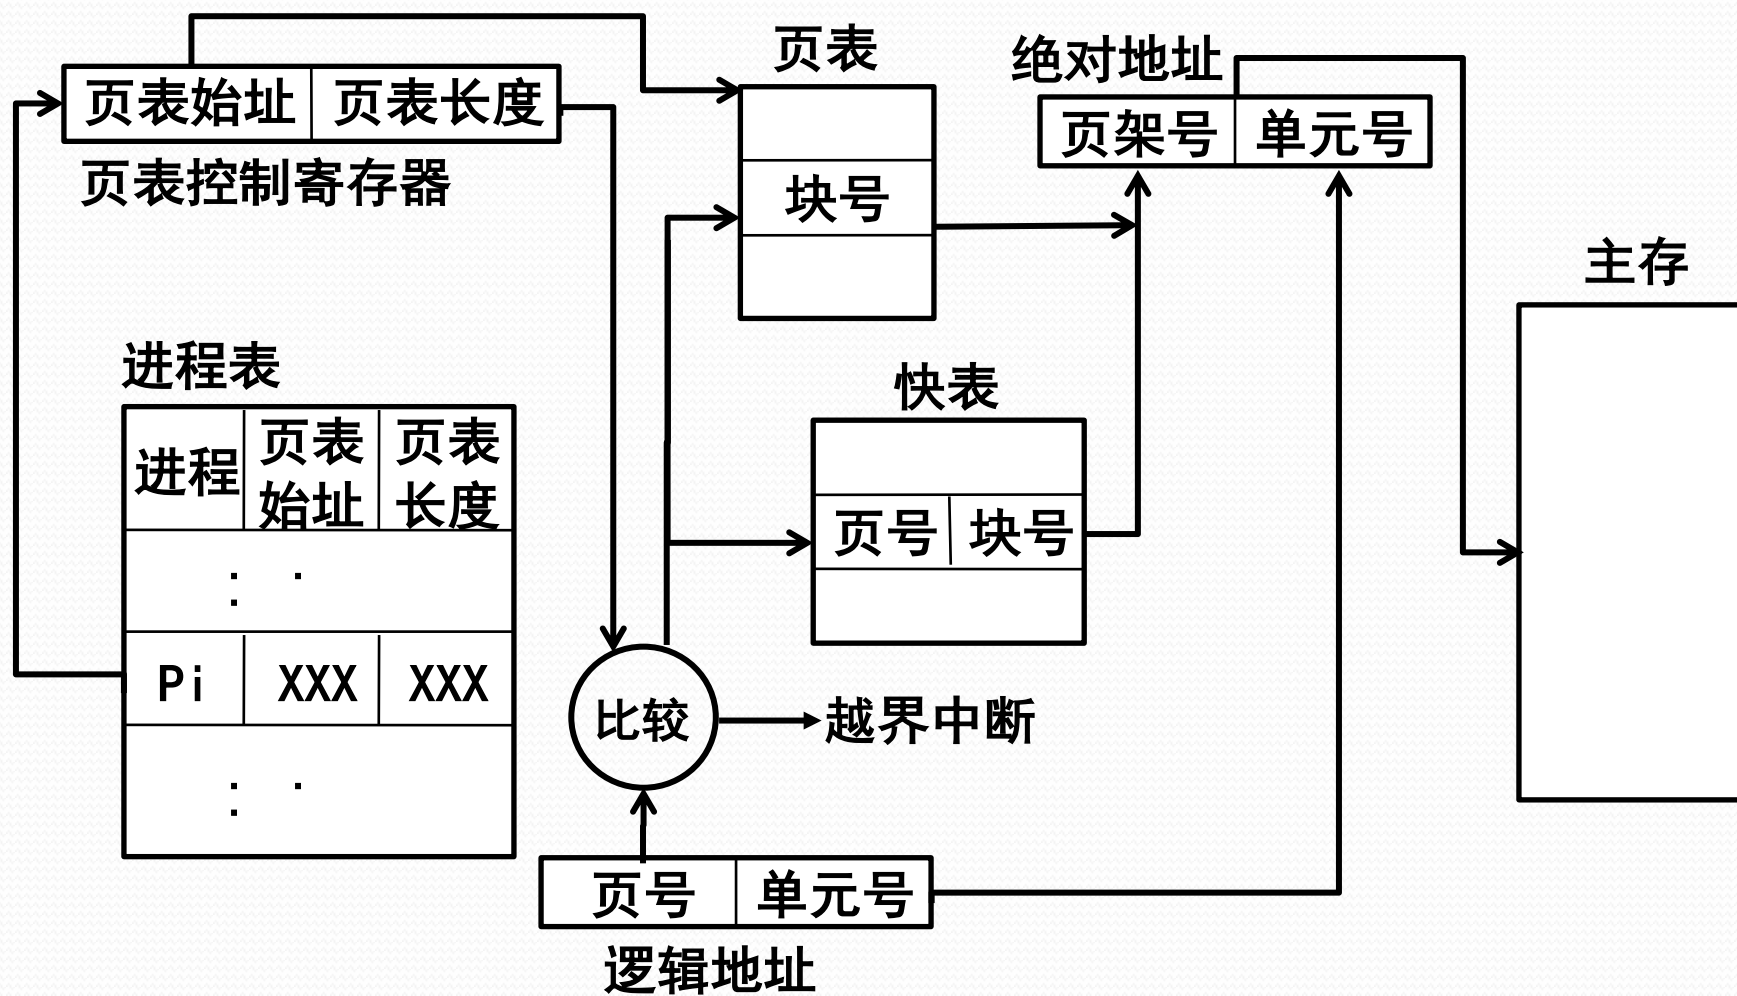 页表
绝对地址
页表始址 页表长度
页架号 单元号
页表控制寄存器
块号
主存
进程表
快表
进程 页表始址 页表长度
页号 块号
: .
Pi XXX XXX
比较
越界中断
: .
页号 单元号
逻辑地址